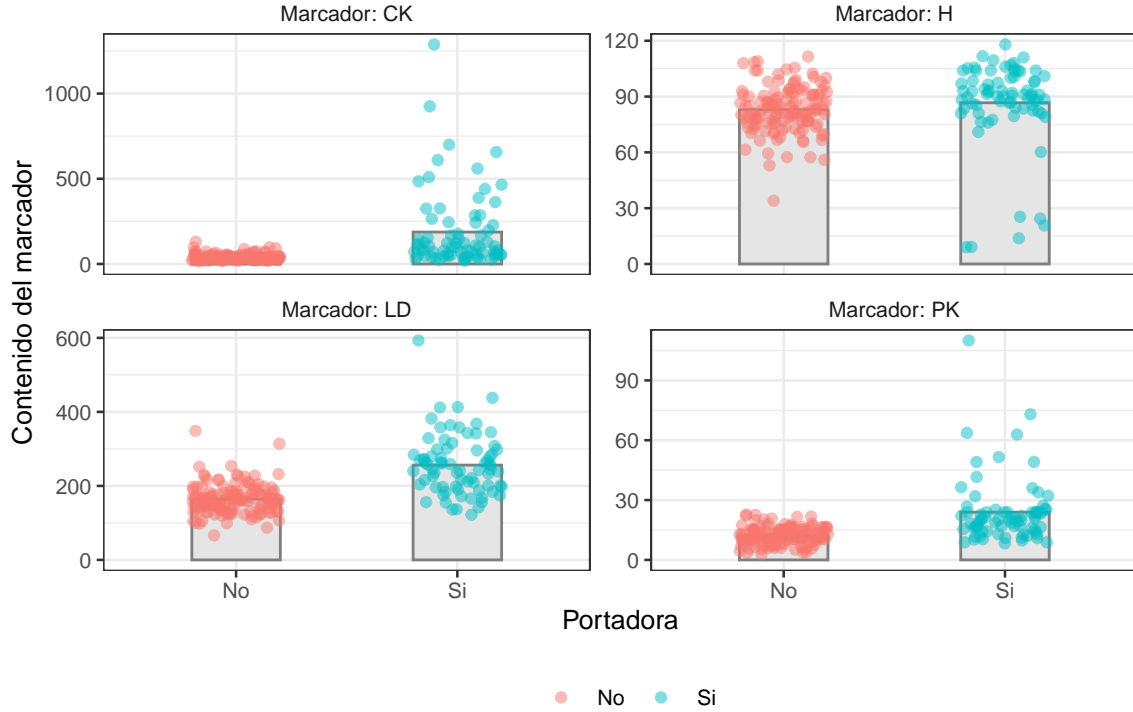 Marcador: CK
Marcador: H
1000
500
0
120
90
60
30
0
Contenido del marcador
Marcador: LD
Marcador: PK
600
400
200
0
90
60
30
0
No
Si
No
Si
Portadora
No
Si